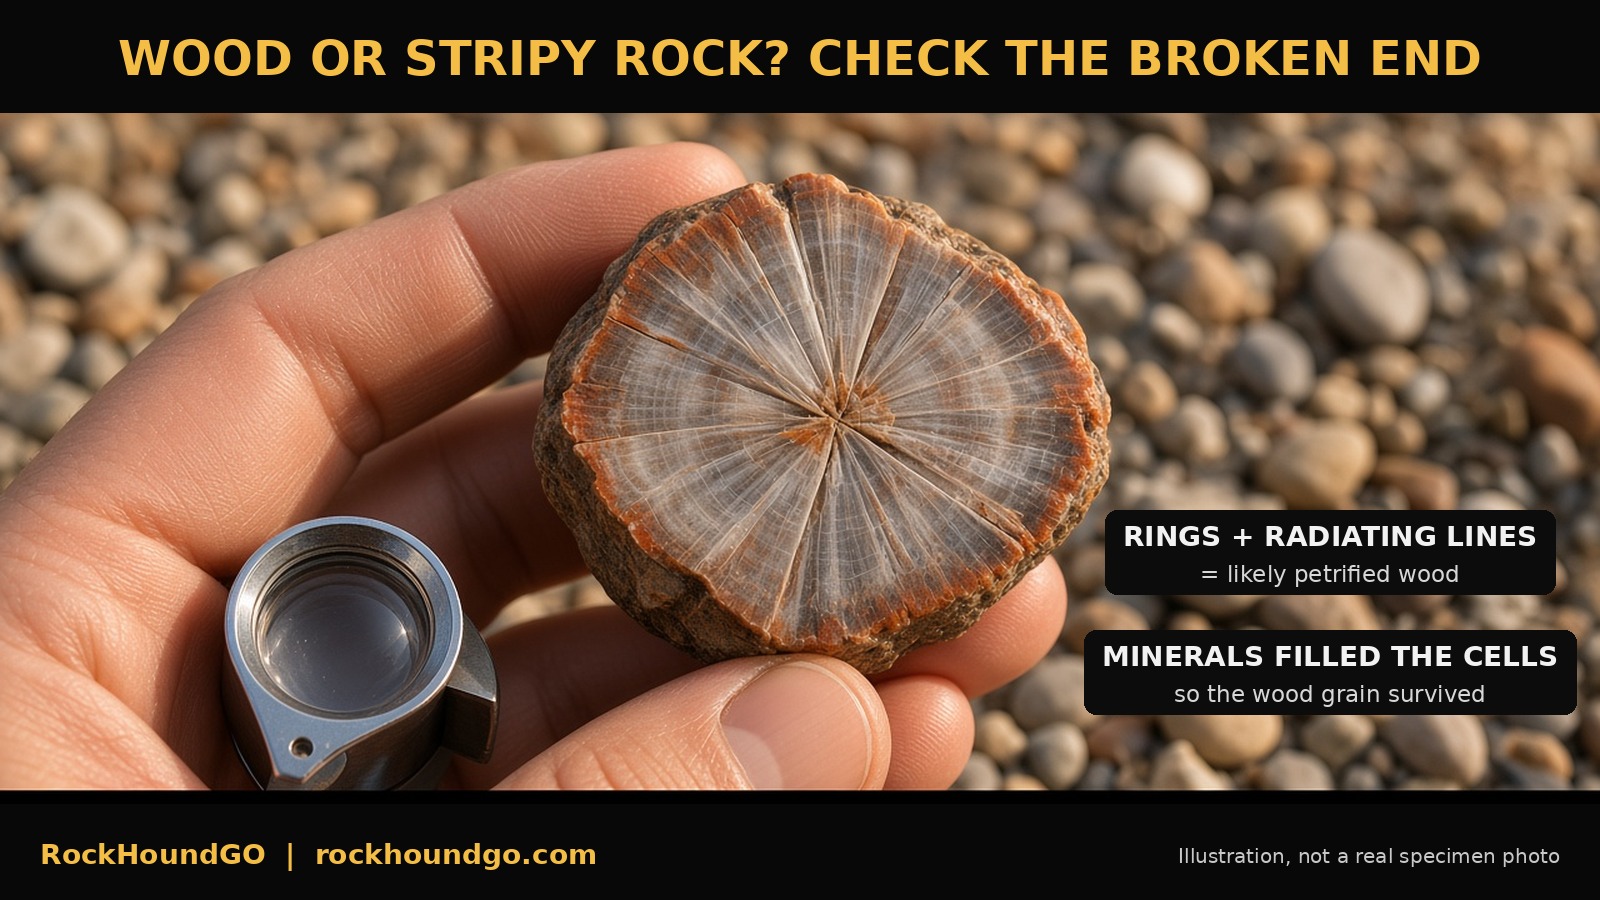 WOOD OR STRIPY ROCK? CHECK THE BROKEN END
RINGS + RADIATING LINES
= likely petrified wood
MINERALS FILLED THE CELLS
so the wood grain survived
RockHoundGO | rockhoundgo.com
Illustration, not a real specimen photo